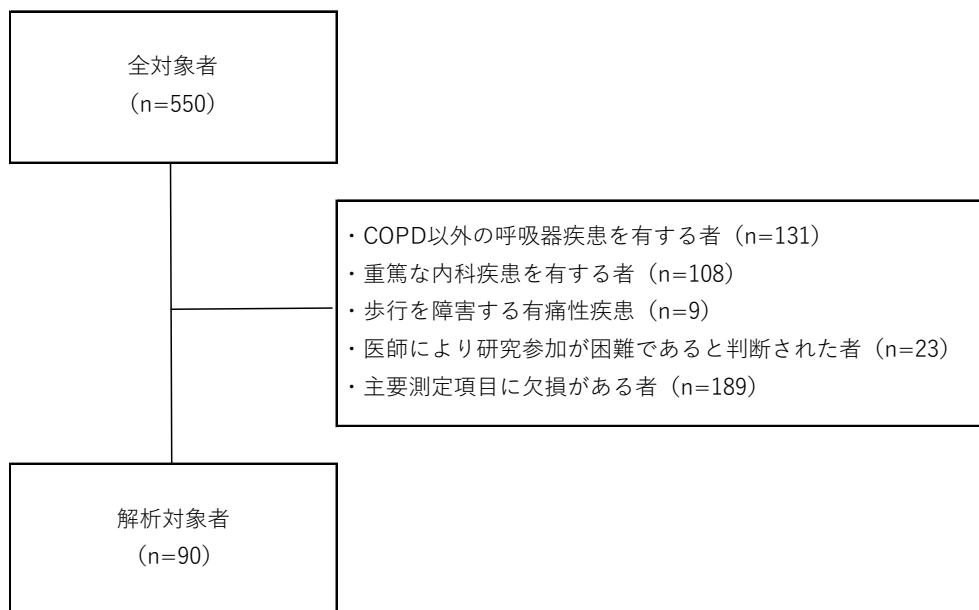 全対象者
（n=550）
・COPD以外の呼吸器疾患を有する者（n=131）
・重篤な内科疾患を有する者（n=108）
・歩行を障害する有痛性疾患（n=9）
・医師により研究参加が困難であると判断された者（n=23）
・主要測定項目に欠損がある者（n=189）
解析対象者
（n=90）